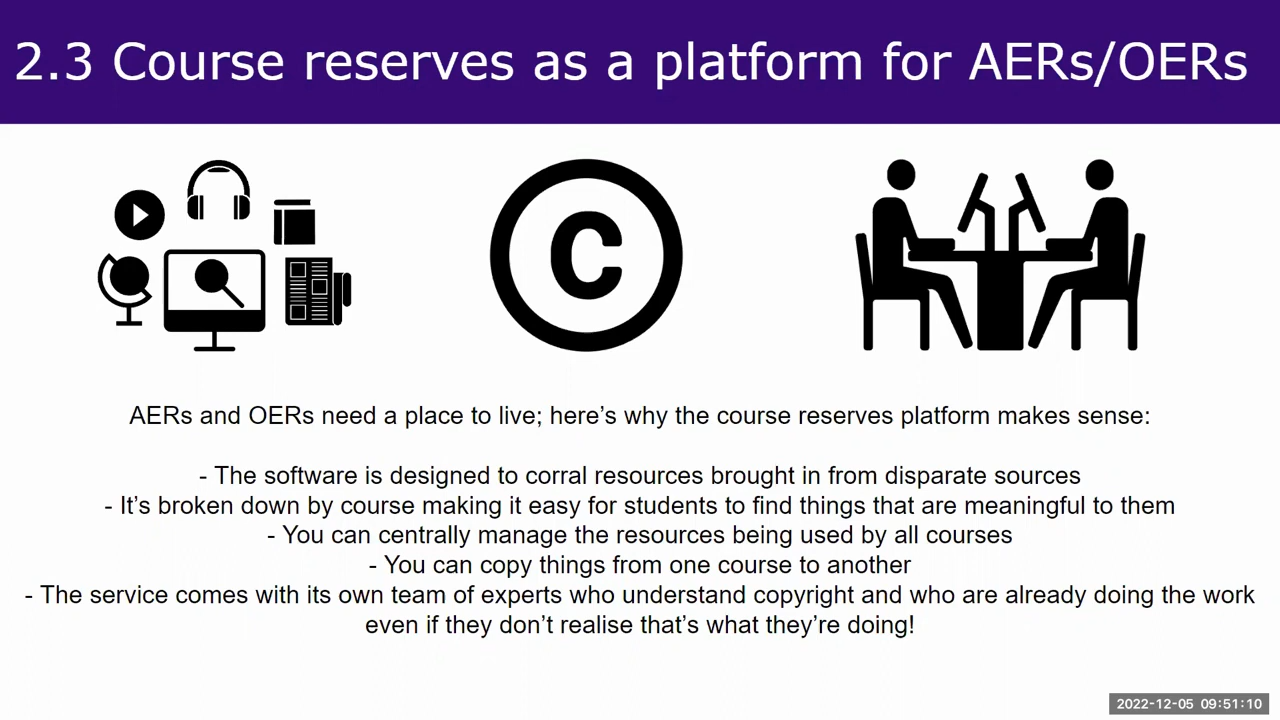 2.3 Course reserves as a platform for AERs/OERs
C
AERs and OERs need a place to live; here’s why the course reserves platform makes sense:
- The software is designed to corral resources brought in from disparate sources
- It’s broken down by course making it easy for students to find things that are meaningful to them
- You can centrally manage the resources being used by all courses
- You can copy things from one course to another
- The service comes with its own team of experts who understand copyright and who are already doing the work
even if they don’t realise that’s what they’re doing!
2022-12-05 09:51:10